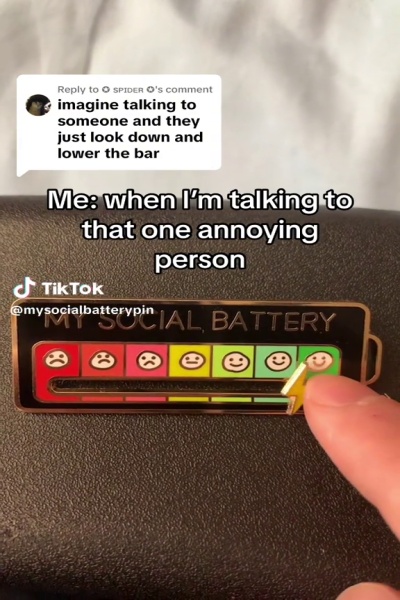 Reply to ✪ sᴘɪᴅᴇʀ ✪'s comment
imagine talking to
someone and they
just look down and
lower the bar
Me: when I'm talking to
that one annoying
person
TikTok
@mysocialbatterypin
MY SOCIAL BATTERY